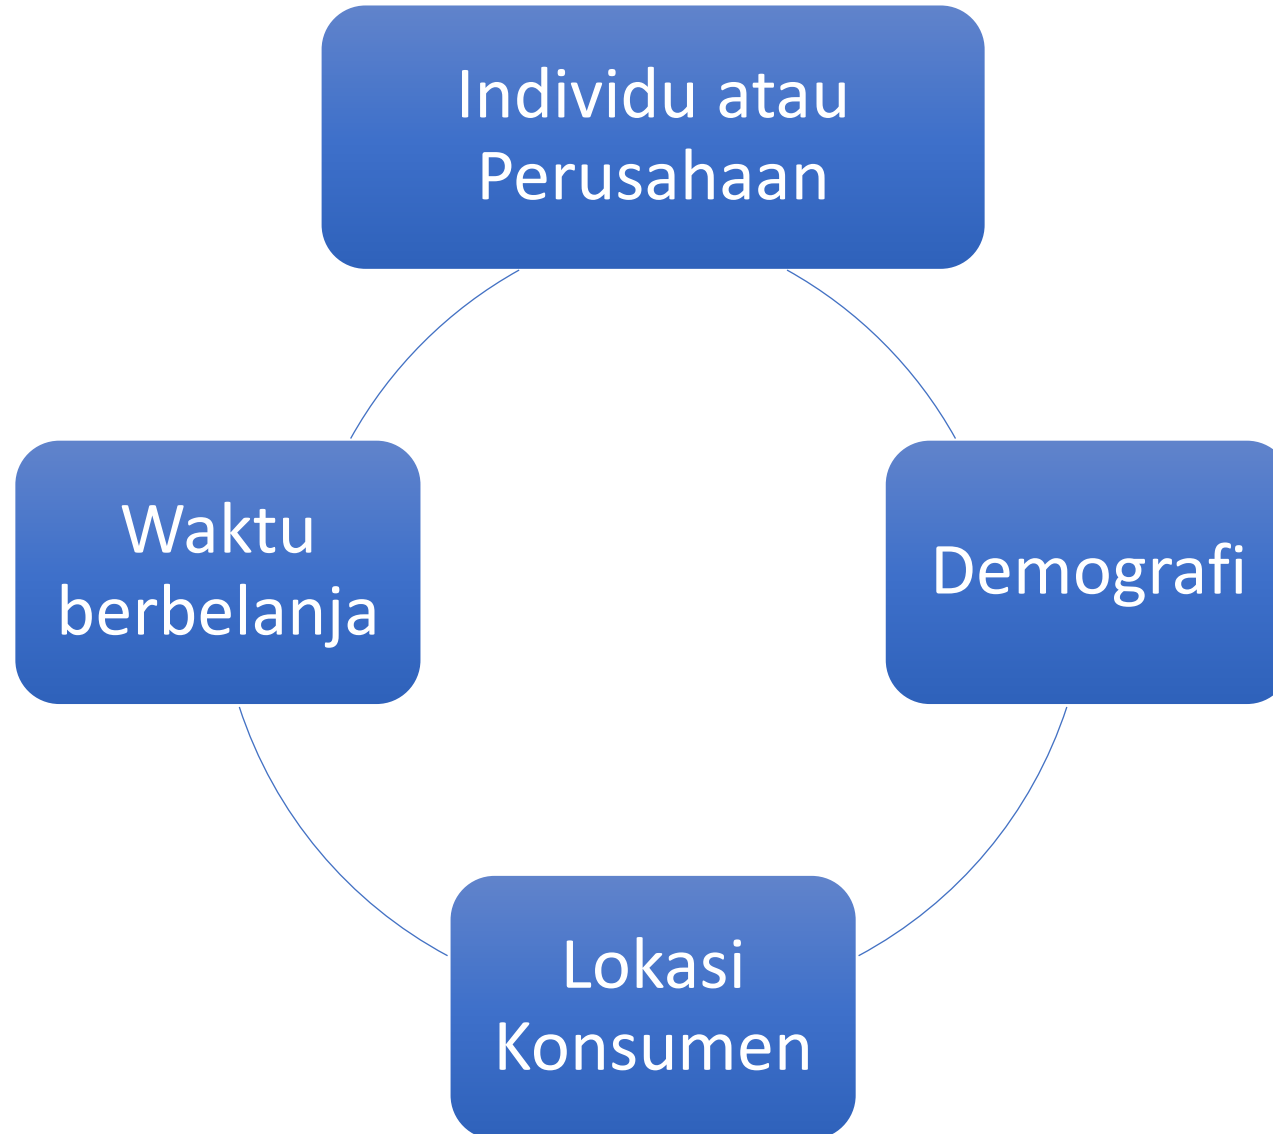 Individu atau
Perusahaan
Waktu
berbelanja
Demografi
Lokasi
Konsumen